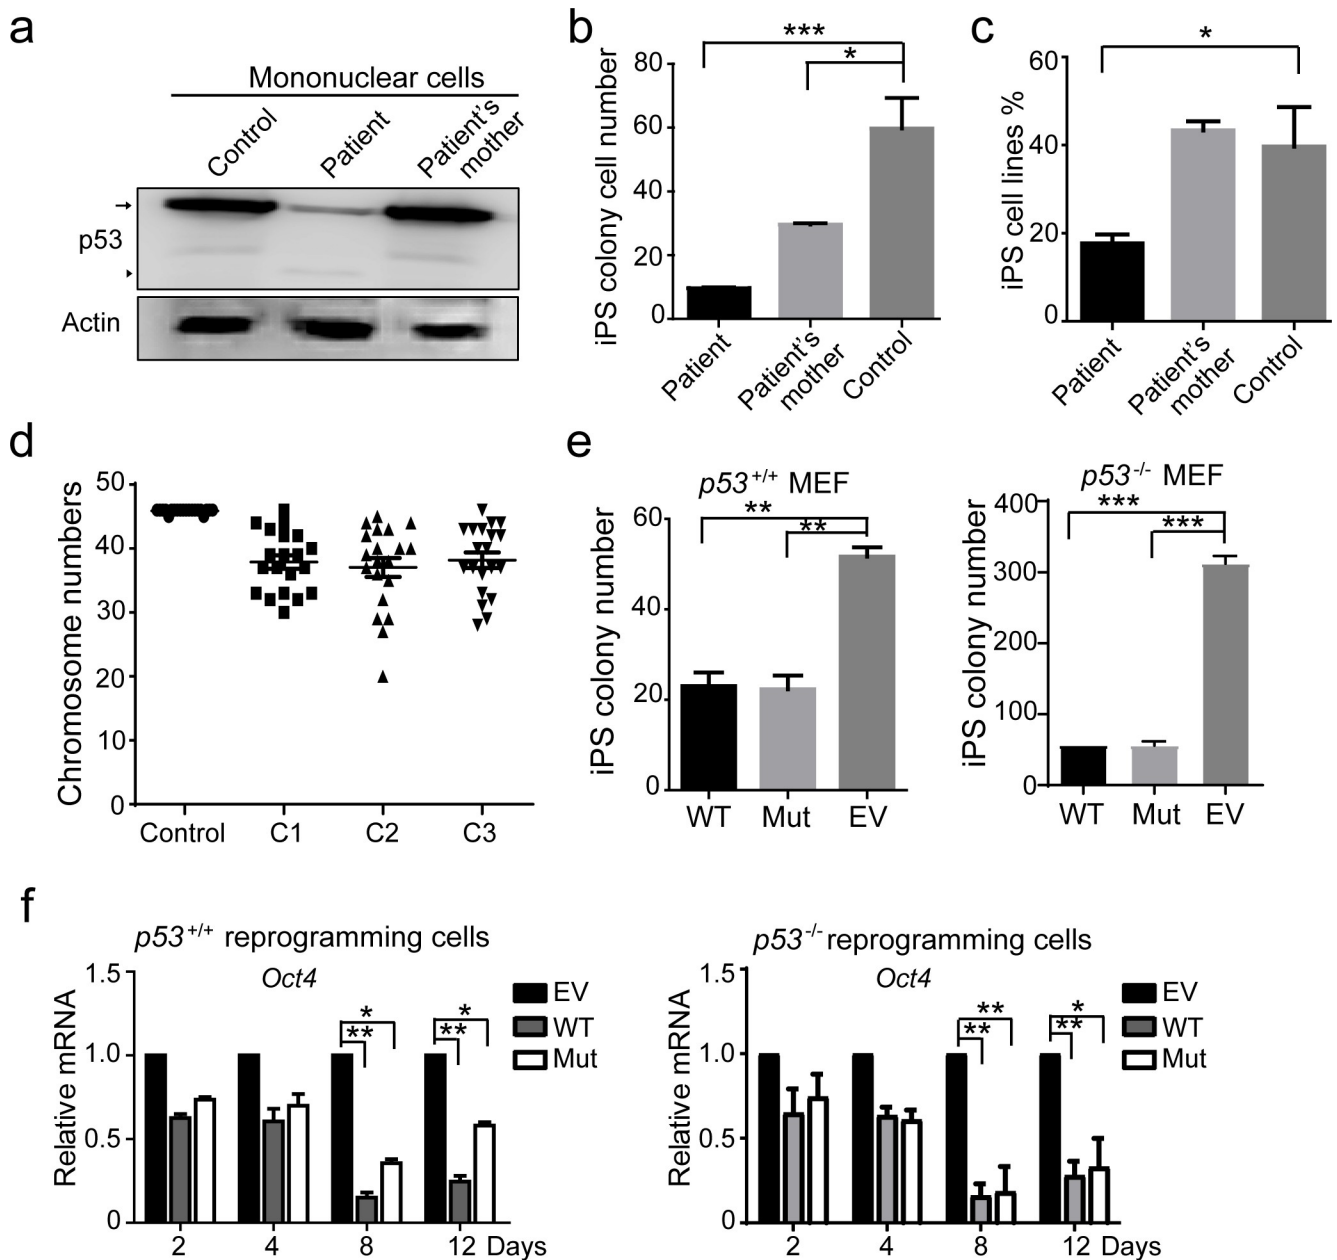 a
Mononuclear cells
Control
Patient
Patient's
mother
p53
Actin
b
iPS colony cell number
80
60
40
20
0
***
*
Patient
Patient's
mother
Control
c
iPS cell lines %
60
40
20
0
*
Patient
Patient's
mother
Control
d
Chromosome numbers
50
40
30
20
10
0
Control C1 C2 C3
e
p53+/+ MEF
iPS colony number
60
40
20
0
**
**
WT Mut EV
p53-/- MEF
iPS colony number
400
300
200
100
0
***
***
WT Mut EV
f
p53+/+ reprogramming cells
Oct4
Relative mRNA
1.5
1.0
0.5
0
*
**
*
**
EV
WT
Mut
2 4 8 12 Days
p53-/- reprogramming cells
Oct4
Relative mRNA
1.5
1.0
0.5
0
**
**
*
**
EV
WT
Mut
2 4 8 12 Days